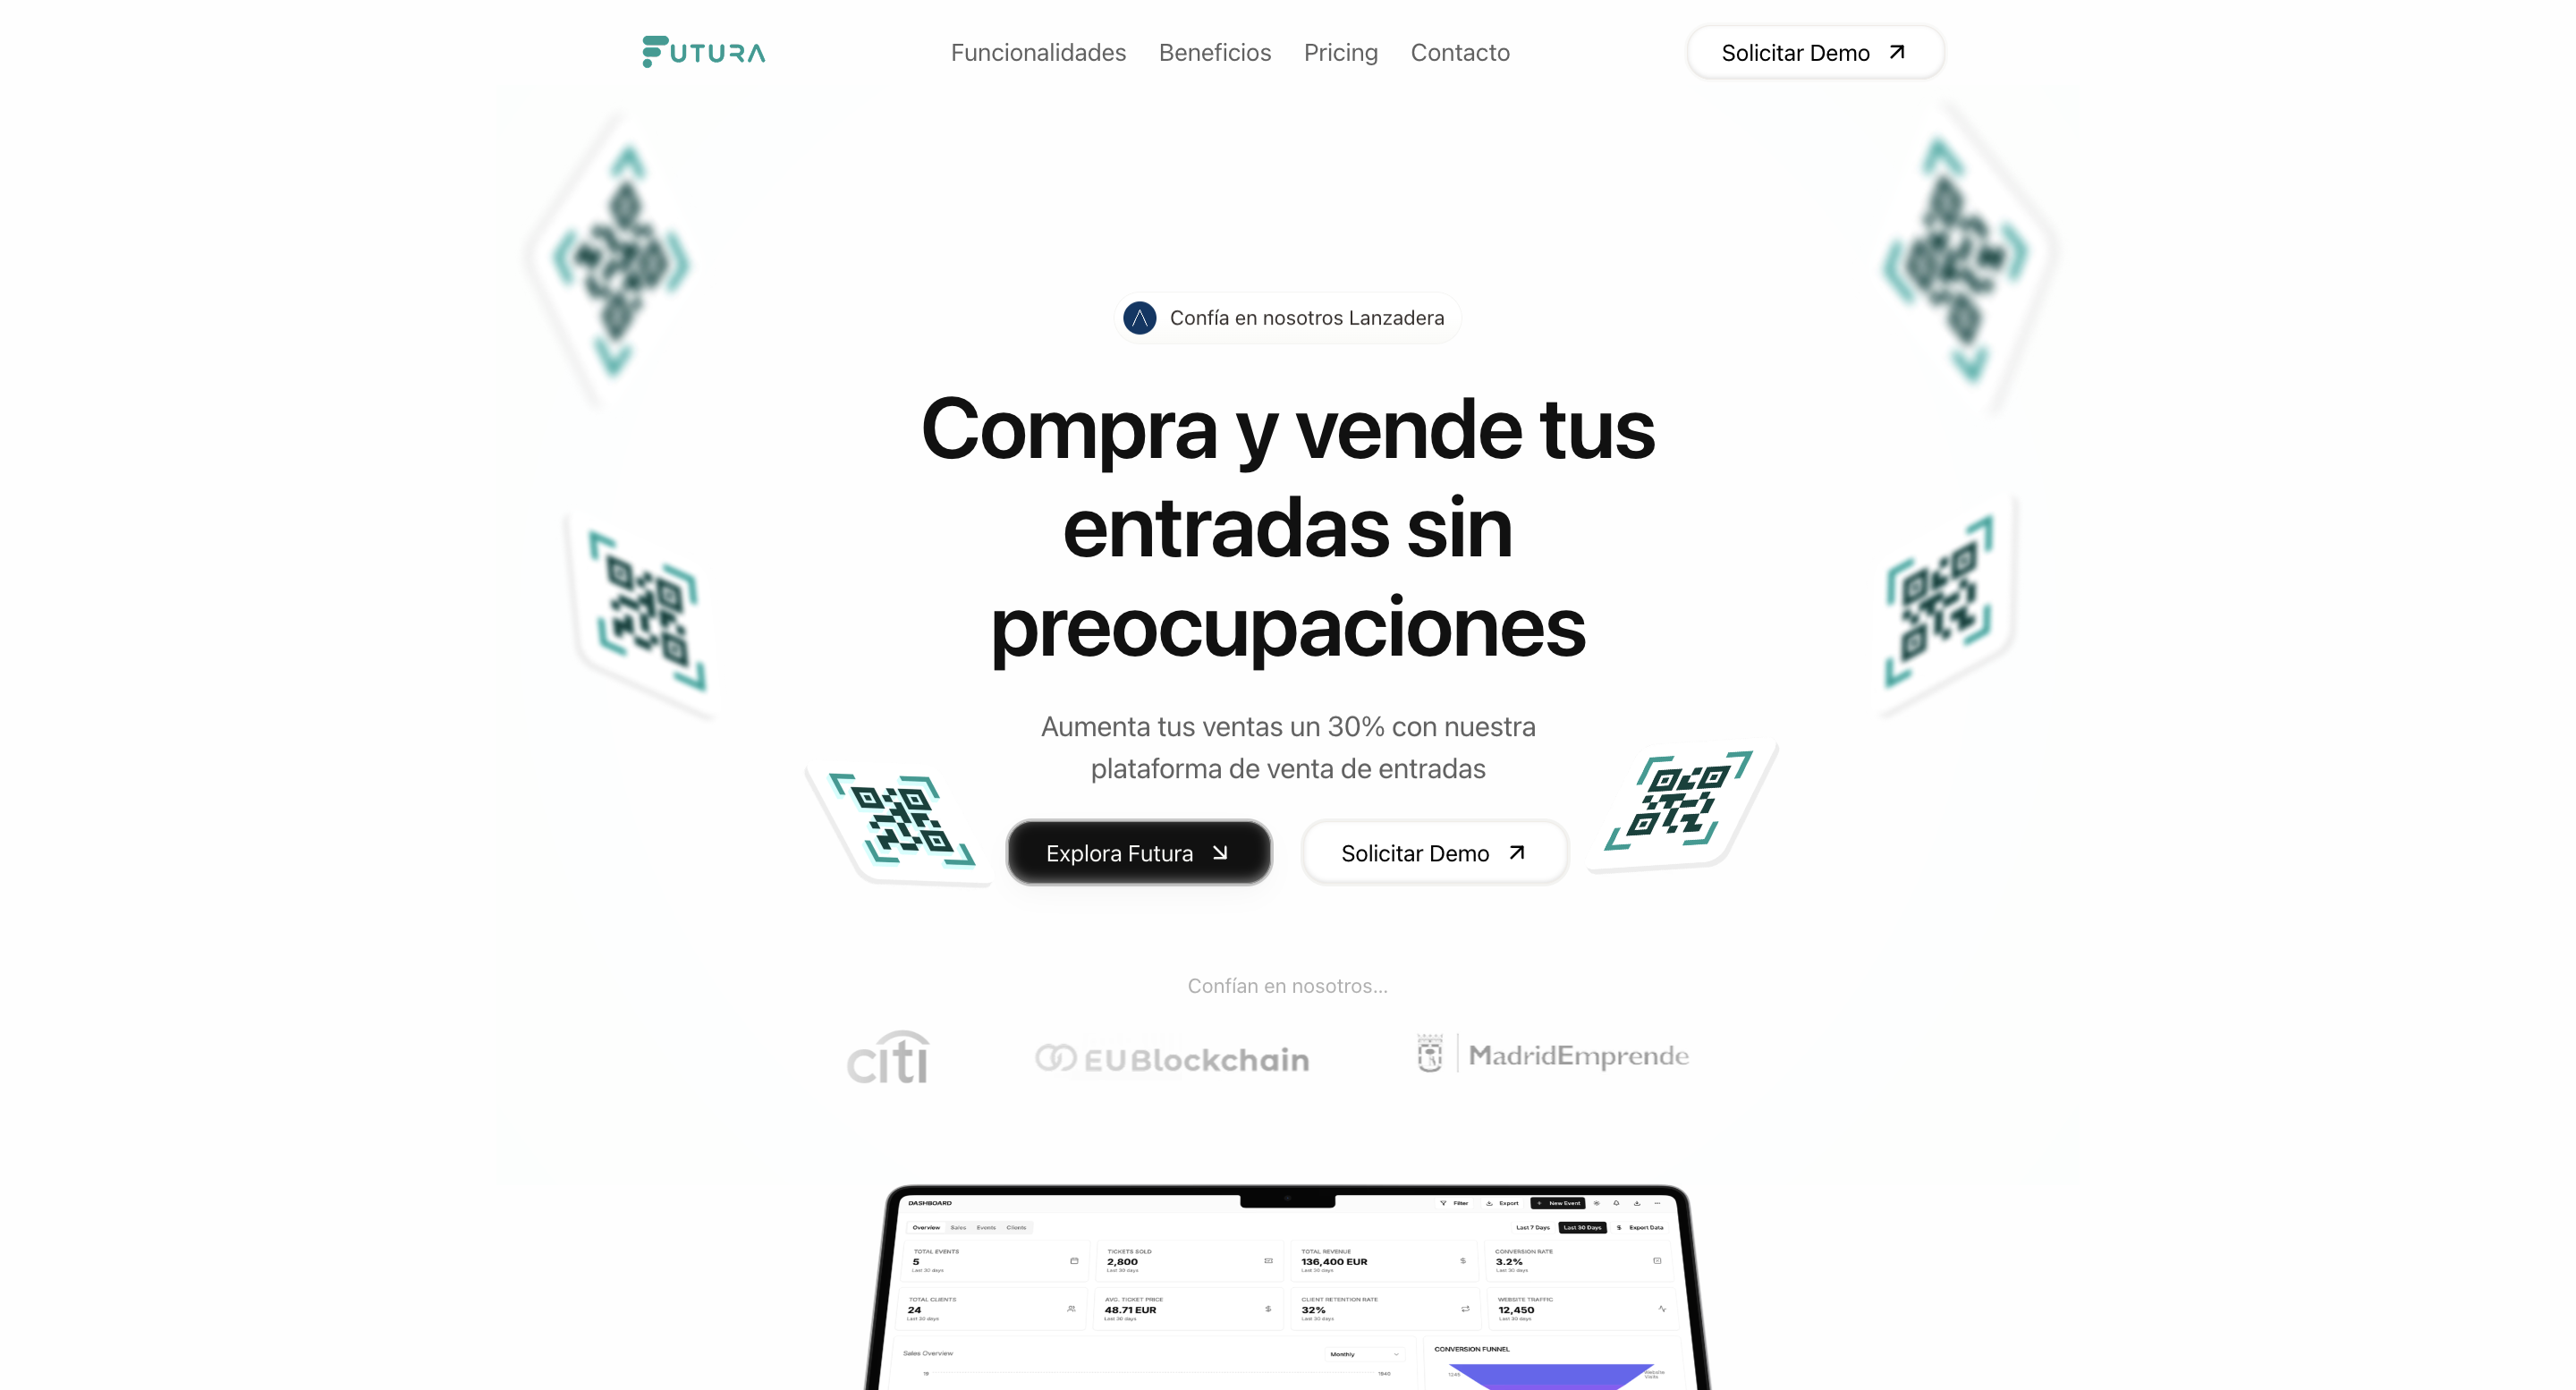 FUTURA
Funcionalidades Beneficios Pricing Contacto
Solicitar Demo
Confía en nosotros Lanzadera
Compra y vende tus
entradas sin
preocupaciones
Aumenta tus ventas un 30% con nuestra
plataforma de venta de entradas
Explora Futura
Solicitar Demo
Confían en nosotros...
citi
EUBlockchain
MadridEmprende
DASHBOARD
Filter Export + New Event
Overview Sales Events Clients
Last 7 Days Last 30 Days $ Export Data
TOTAL EVENTS
5
Last 30 days
TICKETS SOLD
2,800
Last 30 days
TOTAL REVENUE
136,400 EUR
Last 30 days
CONVERSION RATE
3.2%
Last 30 days
TOTAL CLIENTS
24
Last 30 days
AVG. TICKET PRICE
48.71 EUR
Last 30 days
CLIENT RETENTION RATE
32%
Last 30 days
WEBSITE TRAFFIC
12,450
Last 30 days
Sales Overview
Monthly
CONVERSION FUNNEL
Website
Visits